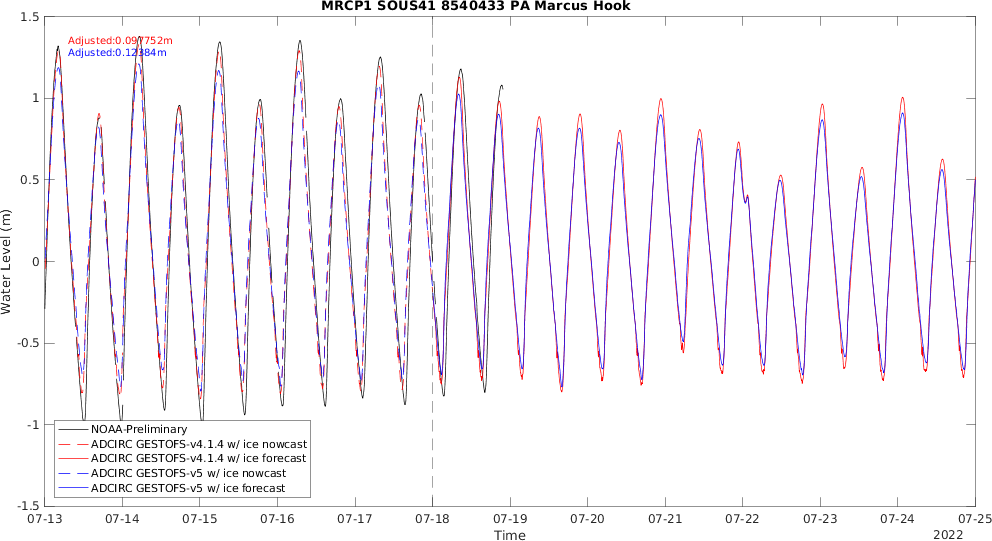 MRCP1 SOUS41 8540433 PA Marcus Hook
Adjusted:0.097752m
Adjusted:0.12384m
Water Level (m)
1.5
1
0.5
0
-0.5
-1
-1.5
NOAA-Preliminary
ADCIRC GESTOFS-v4.1.4 w/ ice nowcast
ADCIRC GESTOFS-v4.1.4 w/ ice forecast
ADCIRC GESTOFS-v5 w/ ice nowcast
ADCIRC GESTOFS-v5 w/ ice forecast
07-13 07-14 07-15 07-16 07-17 07-18 07-19 07-20 07-21 07-22 07-23 07-24 07-25
Time
2022